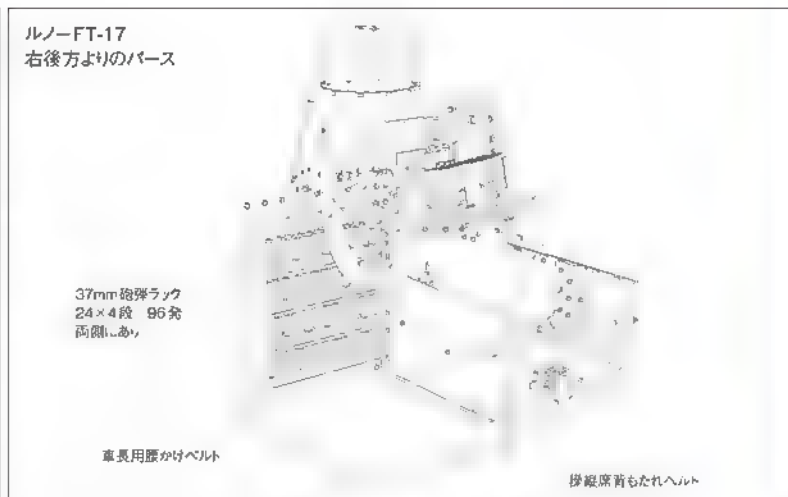 ルノーFT-17
右後方よりのパース
37mm砲弾ラック
24×4段 96発
両側にあり
車長用腰かけベルト
操縦席背もたれベルト